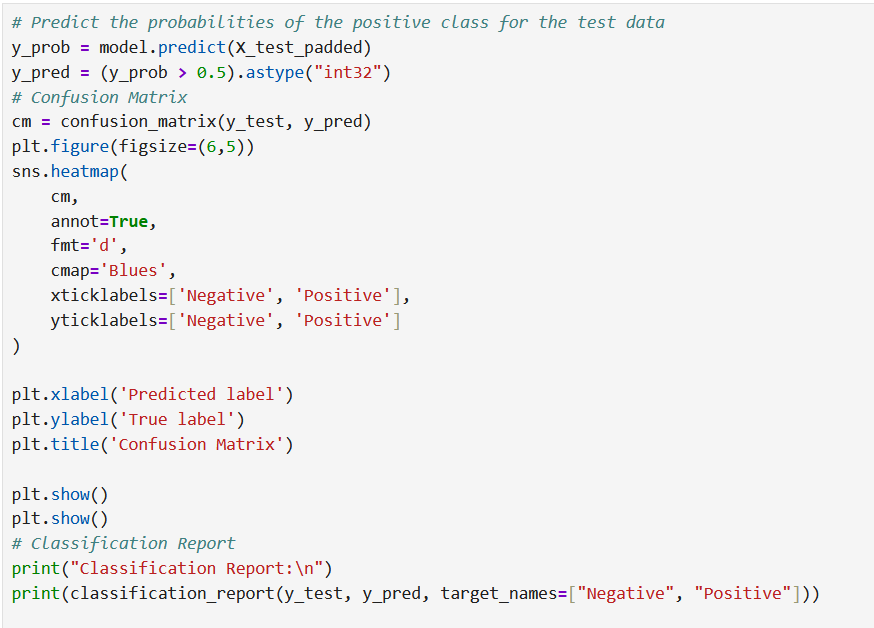 # Predict the probabilities of the positive class for the test data
y_prob = model.predict(X_test_padded)
y_pred = (y_prob > 0.5).astype("int32")
# Confusion Matrix
cm = confusion_matrix(y_test, y_pred)
plt.figure(figsize=(6,5))
sns.heatmap(
    cm,
    annot=True,
    fmt='d',
    cmap='Blues',
    xticklabels=['Negative', 'Positive'],
    yticklabels=['Negative', 'Positive']
)

plt.xlabel('Predicted label')
plt.ylabel('True label')
plt.title('Confusion Matrix')

plt.show()
plt.show()
# Classification Report
print("Classification Report:\n")
print(classification_report(y_test, y_pred, target_names=["Negative", "Positive"]))